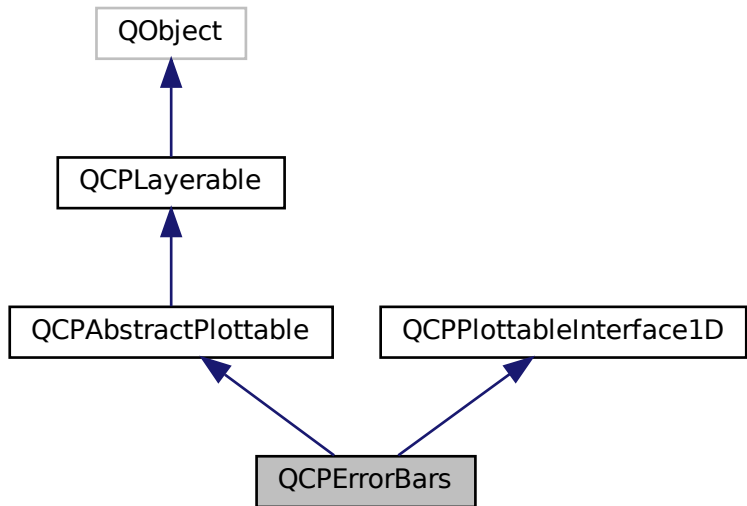 QObject
QCPLayerable
QCPAbstractPlottable
QCPPlottableInterface1D
QCPErrorBars